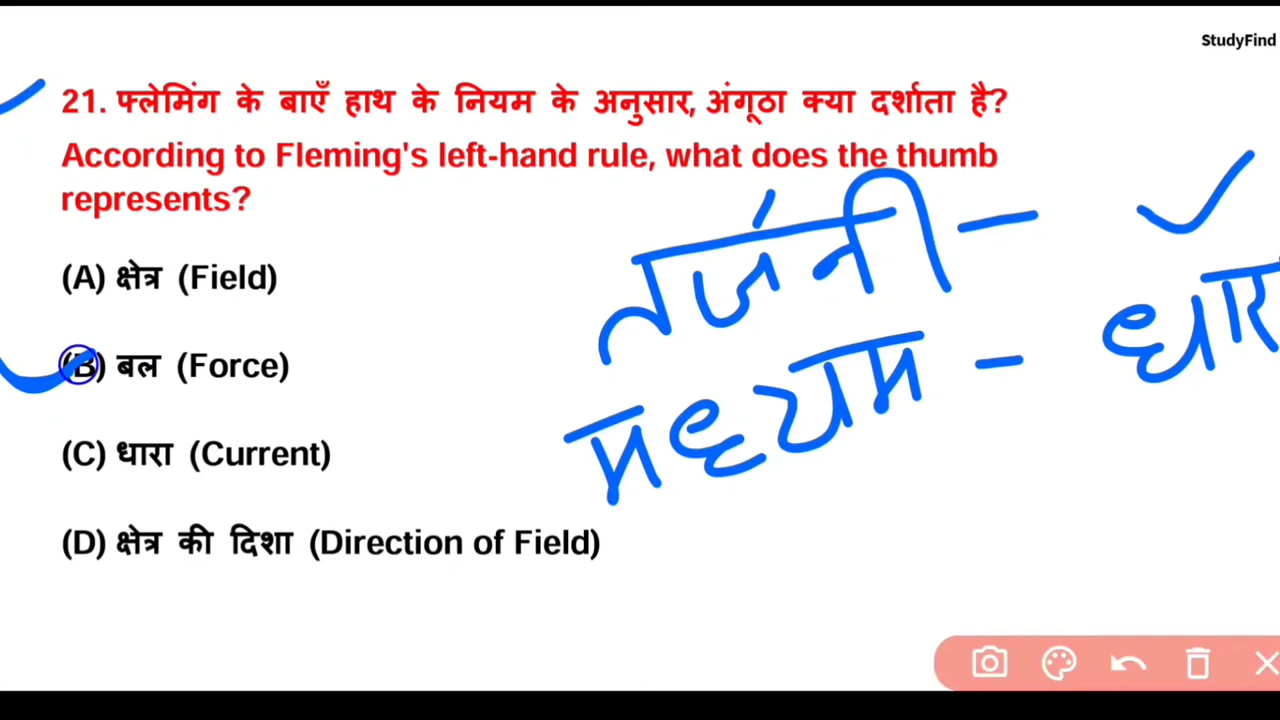 StudyFind
21. फ्लेमिंग के बाएँ हाथ के नियम के अनुसार, अंगूठा क्या दर्शाता है?
According to Fleming's left-hand rule, what does the thumb
represents?
(A) क्षेत्र (Field)
तर्जनी -
(B) बल (Force)
मध्यम - धारा
(C) धारा (Current)
(D) क्षेत्र की दिशा (Direction of Field)